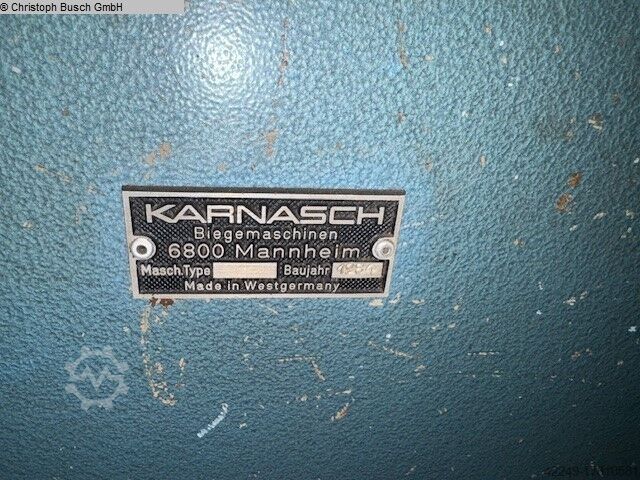 © Christoph Busch GmbH
KARNASCH
Biegemaschinen
6800 Mannheim
Masch.Type Baujahr
Made in Westgermany